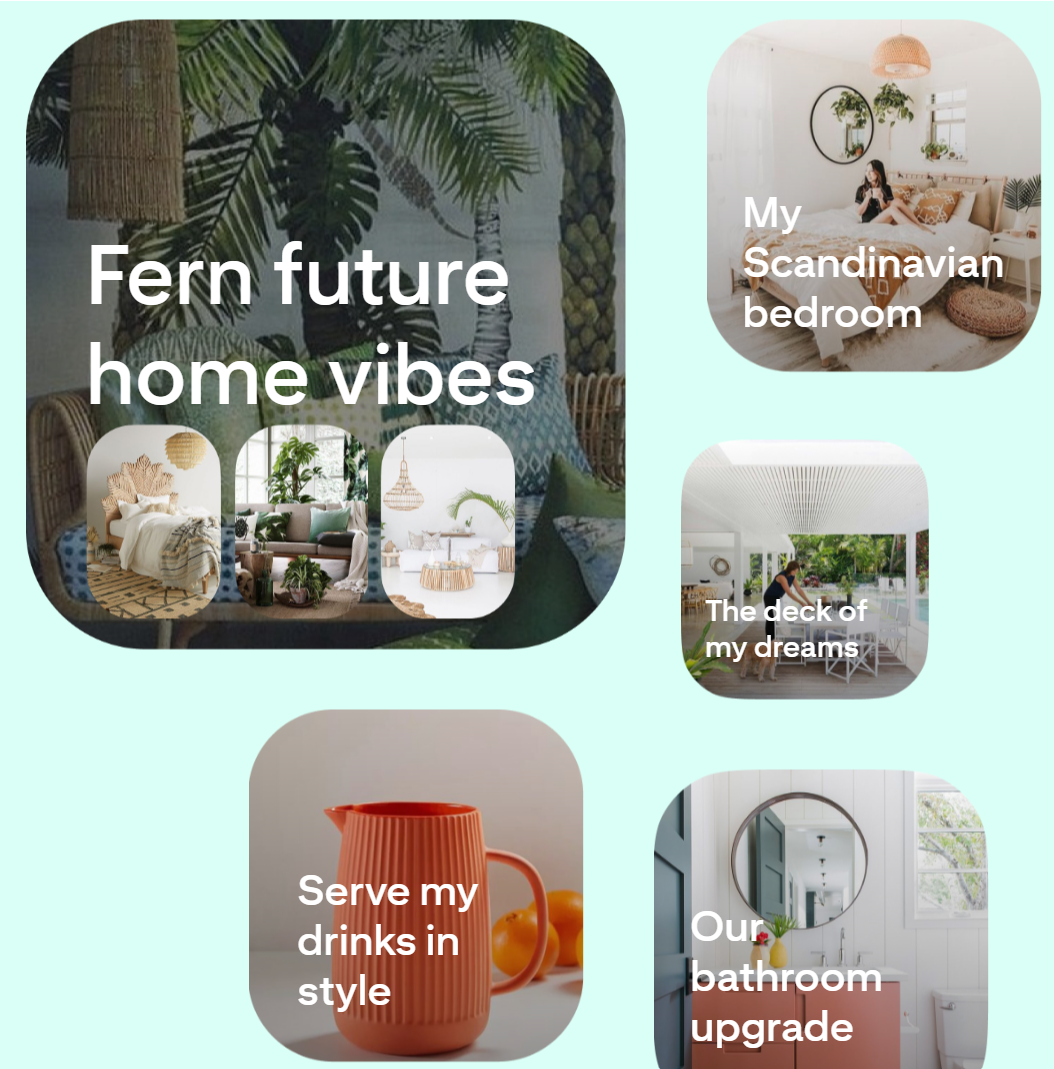 Fern future
home vibes
My
Scandinavian
bedroom
The deck of
my dreams
Serve my
drinks in
style
Our
bathroom
upgrade